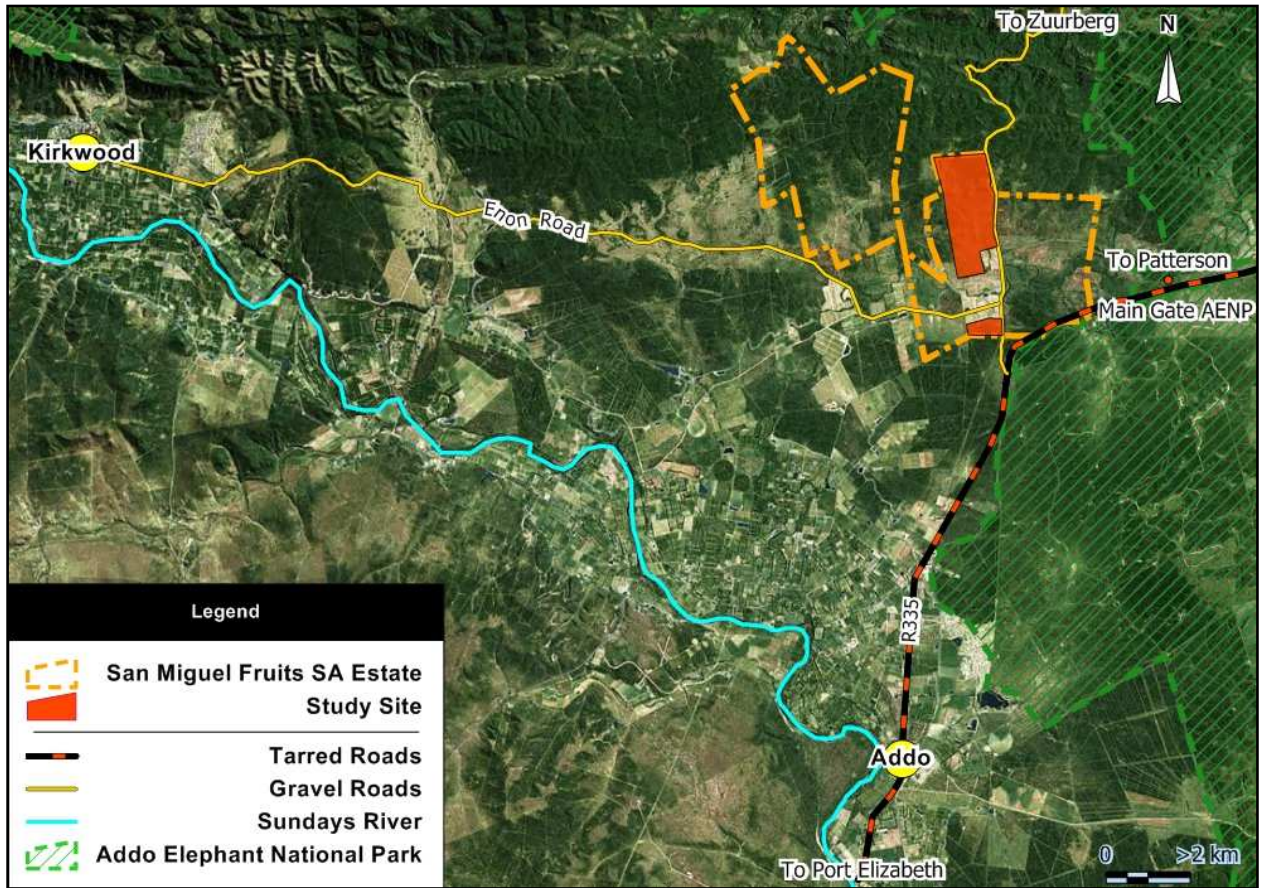 To Zuurberg
N
Kirkwood
Enon Road
To Patterson
Main Gate AENP
R335
Addo
To Port Elizabeth
0 >2 km
Legend
San Miguel Fruits SA Estate
Study Site
Tarred Roads
Gravel Roads
Sundays River
Addo Elephant National Park